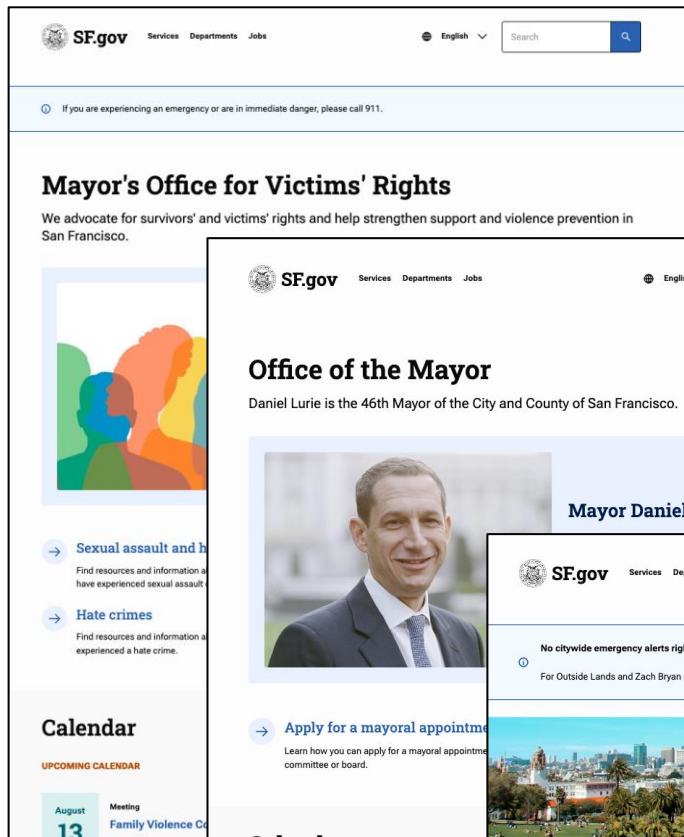 SF.gov Services Departments Jobs English Search
If you are experiencing an emergency or are in immediate danger, please call 911.
Mayor's Office for Victims' Rights
We advocate for survivors' and victims' rights and help strengthen support and violence prevention in
San Francisco.
Sexual assault and h
Find resources and information a
have experienced sexual assault
Hate crimes
Find resources and information a
experienced a hate crime.
Calendar
UPCOMING CALENDAR
August
13
Meeting
Family Violence Co
SF.gov Services Departments Jobs Englis
Office of the Mayor
Daniel Lurie is the 46th Mayor of the City and County of San Francisco.
Mayor Daniel
Apply for a mayoral appointme
Learn how you can apply for a mayoral appointme
committee or board.
SF.gov Services De
No citywide emergency alerts rig
For Outside Lands and Zach Bryan